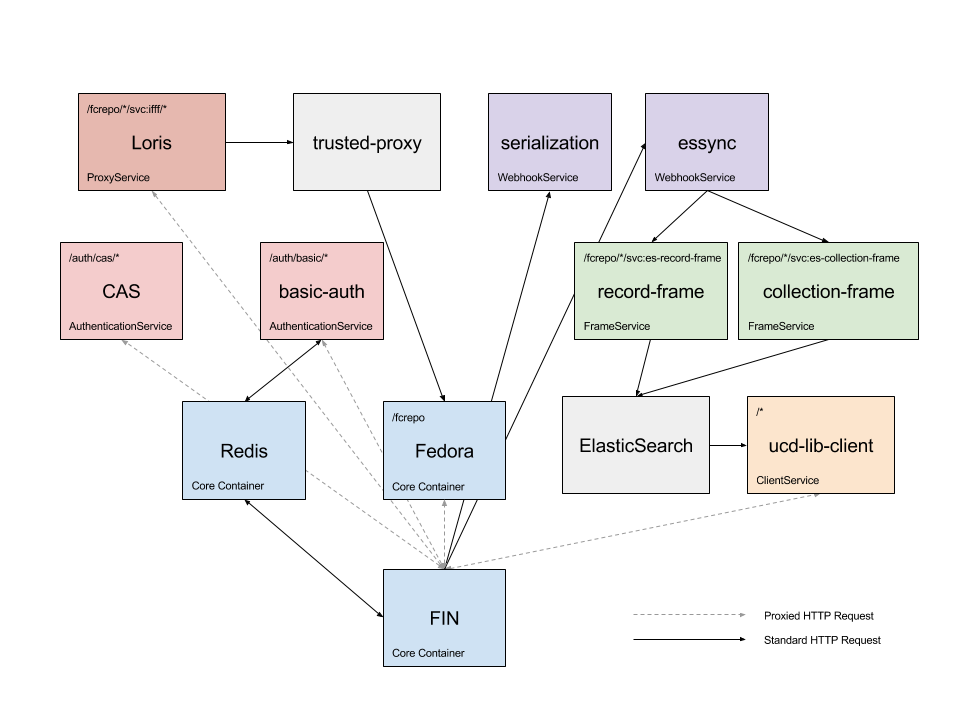 /fcrepo/*/svc:ifff/*
Loris
ProxyService
trusted-proxy
serialization
WebhookService
essync
WebhookService
/auth/cas/*
CAS
AuthenticationService
/auth/basic/*
basic-auth
AuthenticationService
/fcrepo/*/svc:es-record-frame
record-frame
FrameService
/fcrepo/*/svc:es-collection-frame
collection-frame
FrameService
Redis
Core Container
/fcrepo
Fedora
Core Container
ElasticSearch
/*
ucd-lib-client
ClientService
FIN
Core Container
Proxied HTTP Request
Standard HTTP Request